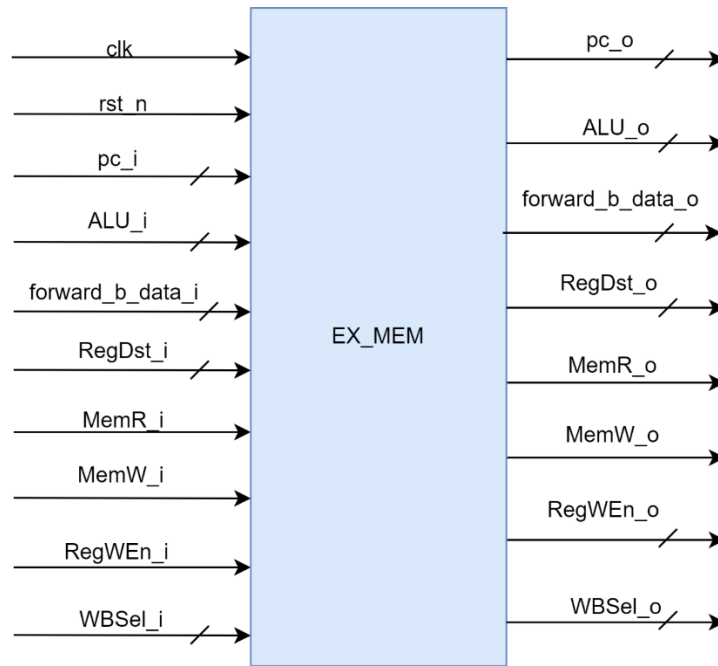 clk
rst_n
pc_i
ALU_i
forward_b_data_i
RegDst_i
MemR_i
MemW_i
RegWEn_i
WBSel_i
EX_MEM
pc_o
ALU_o
forward_b_data_o
RegDst_o
MemR_o
MemW_o
RegWEn_o
WBSel_o